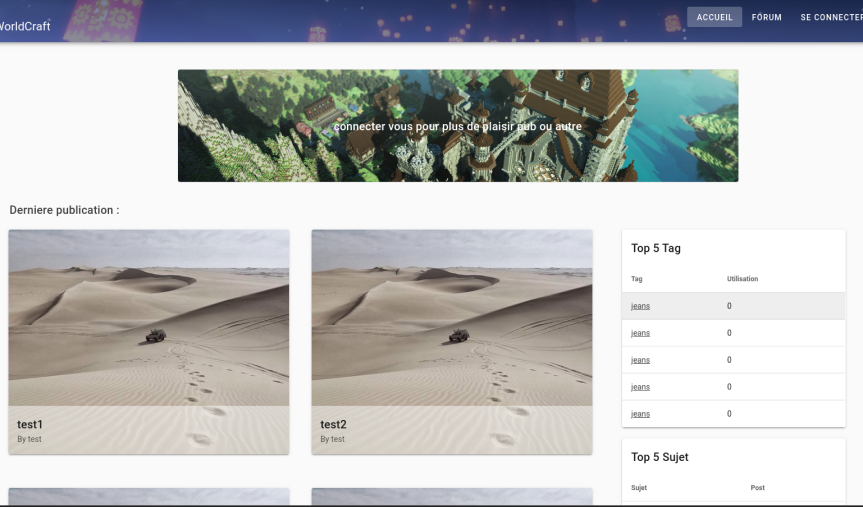 WorldCraft
ACCUEIL FÓRUM SE CONNECTER
connecter vous pour plus de plaisir pub ou autre
Derniere publication :
test1
By test
test2
By test
Top 5 Tag
Tag Utilisation
jeans 0
jeans 0
jeans 0
jeans 0
jeans 0
Top 5 Sujet
Sujet Post